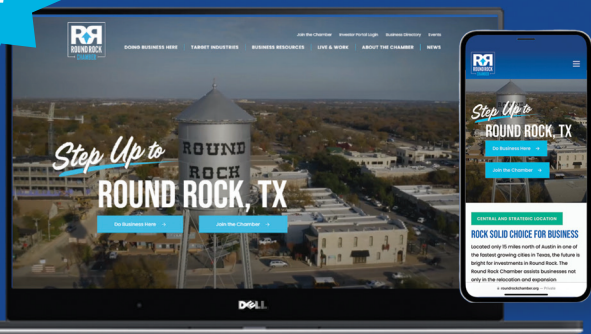 RR
ROUND ROCK
CHAMBER
Join the Chamber Investor Portal Login Business Directory Events
DOING BUSINESS HERE TARGET INDUSTRIES BUSINESS RESOURCES LIVE & WORK ABOUT THE CHAMBER NEWS
ROUND
ROCK
Step Up to
ROUND ROCK, TX
Do Business Here →
Join the Chamber →
DELL
RR
ROUND ROCK
CHAMBER
Step Up to
ROUND ROCK, TX
Do Business Here →
Join the Chamber →
CENTRAL AND STRATEGIC LOCATION
ROCK SOLID CHOICE FOR BUSINESS
Located only 15 miles north of Austin in one of
the fastest growing cities in Texas, the future is
bright for investments in Round Rock. The
Round Rock Chamber assists businesses not
only in the relocation and expansion
roundrockchamber.org — Private